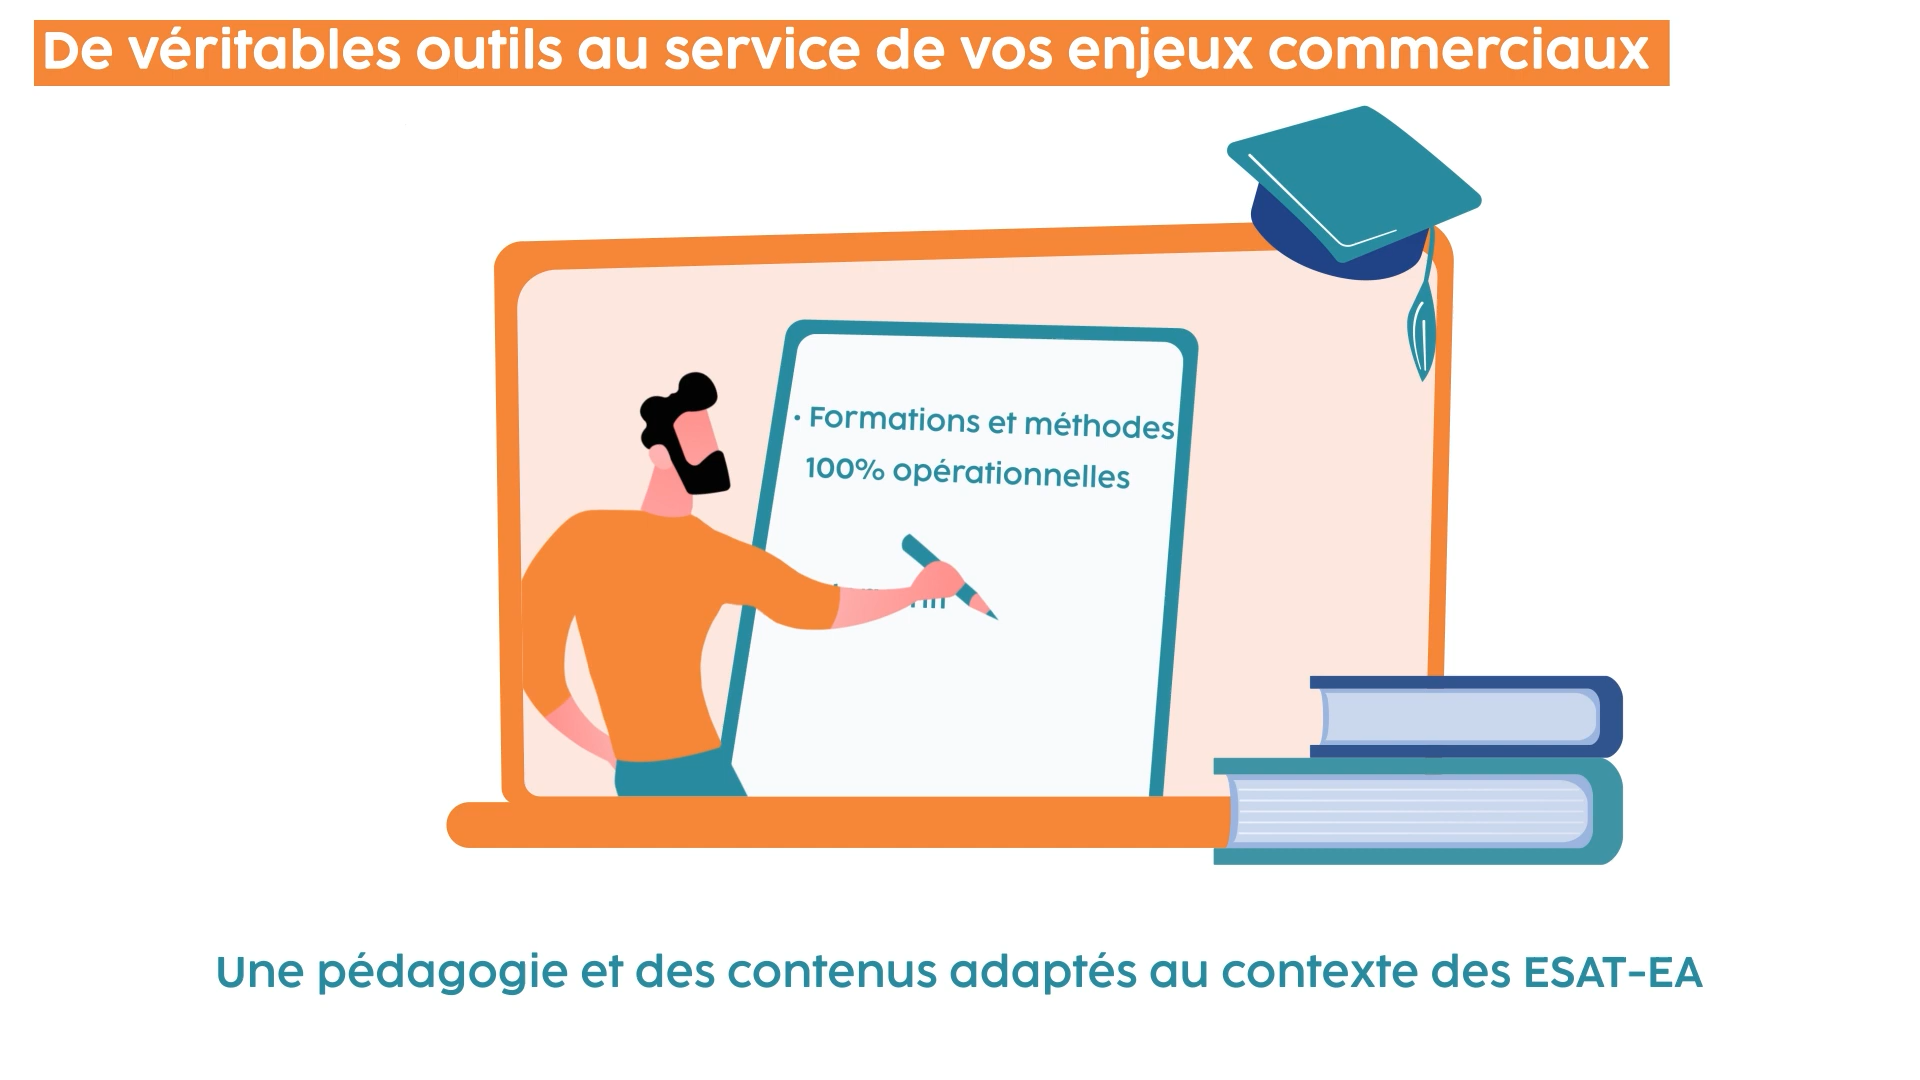 De véritables outils au service de vos enjeux commerciaux
· Formations et méthodes
100% opérationnelles
Une pédagogie et des contenus adaptés au contexte des ESAT-EA